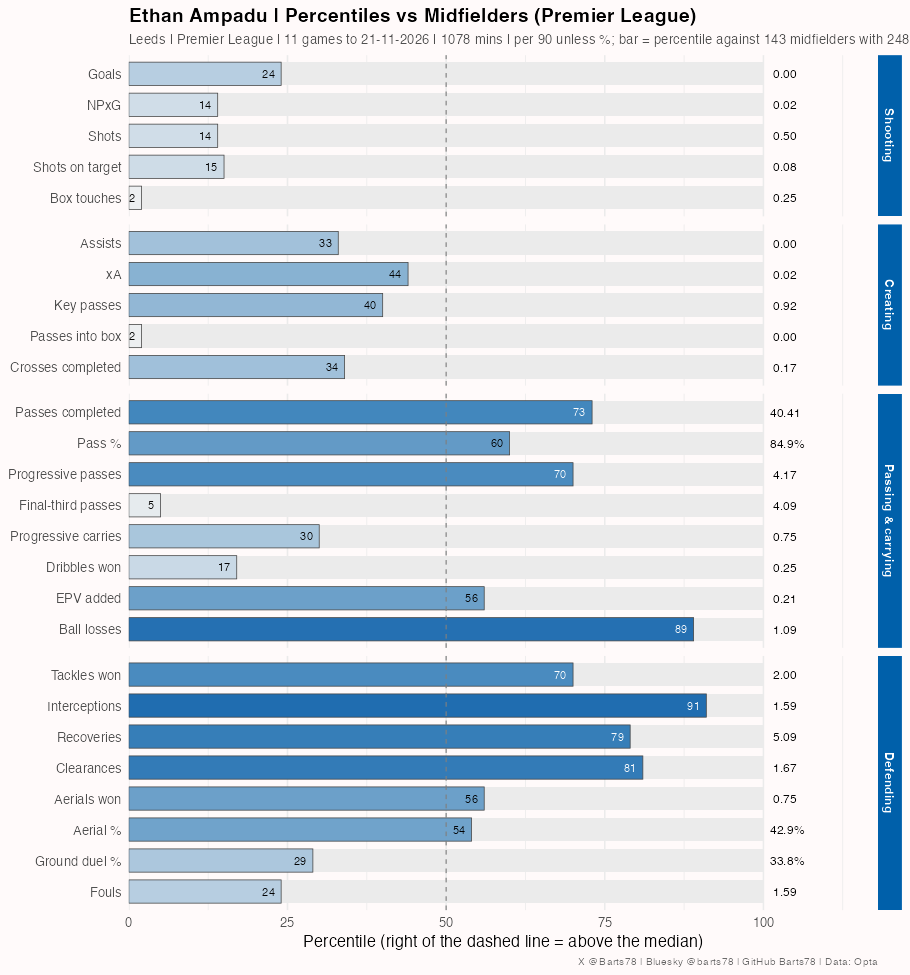 Ethan Ampadu | Percentiles vs Midfielders (Premier League)
Leeds | Premier League | 11 games to 21-11-2026 | 1078 mins | per 90 unless %; bar = percentile against 143 midfielders with 248
Shooting
Goals 24 0.00
NPxG 14 0.02
Shots 14 0.50
Shots on target 15 0.08
Box touches 2 0.25
Creating
Assists 33 0.00
xA 44 0.02
Key passes 40 0.92
Passes into box 2 0.00
Crosses completed 34 0.17
Passing & carrying
Passes completed 73 40.41
Pass % 60 84.9%
Progressive passes 70 4.17
Final-third passes 5 4.09
Progressive carries 30 0.75
Dribbles won 17 0.25
EPV added 56 0.21
Ball losses 89 1.09
Defending
Tackles won 70 2.00
Interceptions 91 1.59
Recoveries 79 5.09
Clearances 81 1.67
Aerials won 56 0.75
Aerial % 54 42.9%
Ground duel % 29 33.8%
Fouls 24 1.59
0 25 50 75 100
Percentile (right of the dashed line = above the median)
X @Barts78 | Bluesky @barts78 | GitHub Barts78 | Data: Opta